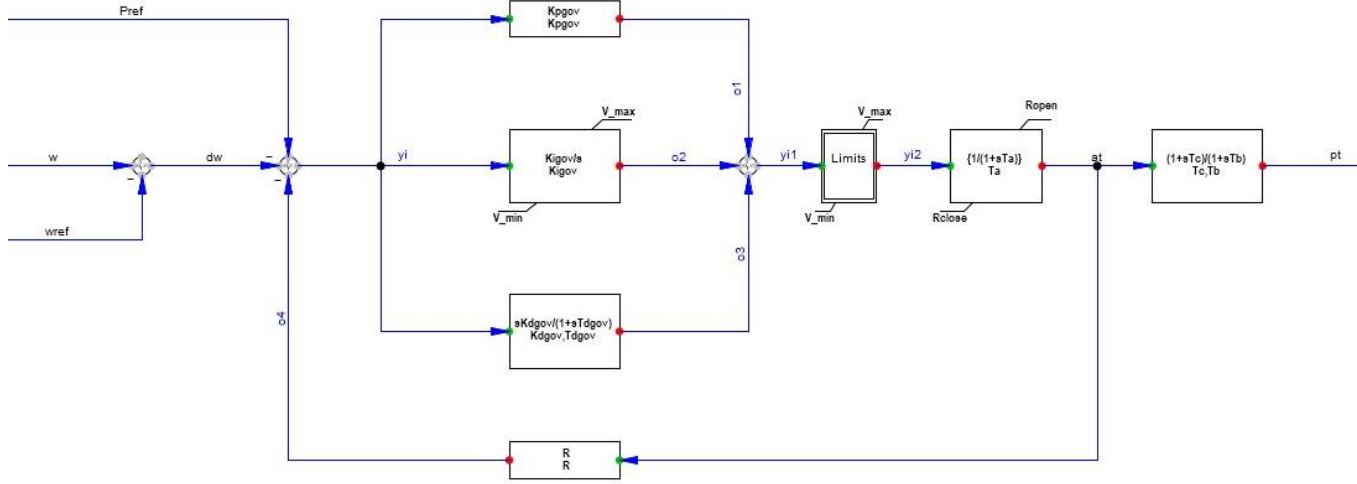 Pref
Kpgov
Kpgov
o1
V_max
V_max
Ropen
w
dw
yi
Kigov/s
Kigov
o2
yi1
Limits
yi2
{1/(1+sTa)}
Ta
at
(1+sTc)/(1+sTb)
Tc,Tb
pt
V_min
V_min
Rclose
wref
o3
sKdgov/(1+sTdgov)
Kdgov,Tdgov
o4
R
R